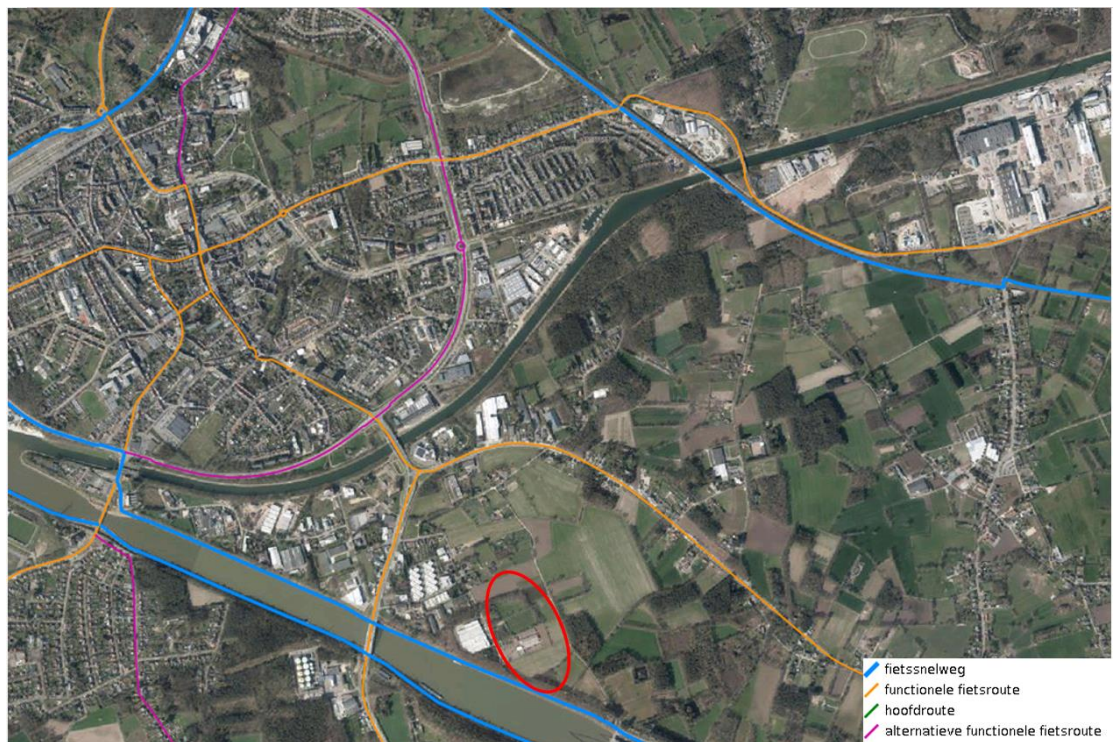 fietssnelweg
functionele fietsroute
hoofdroute
alternatieve functionele fietsroute